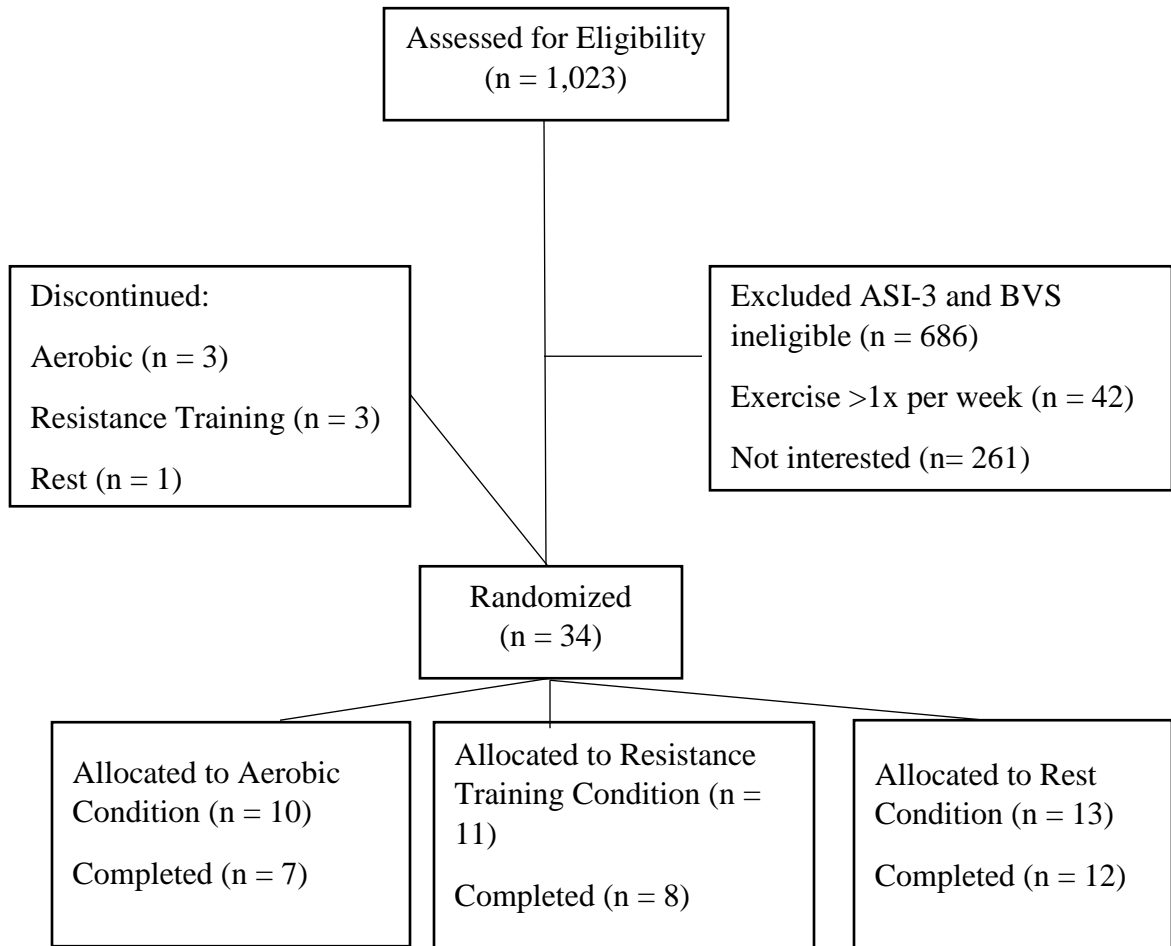 Assessed for Eligibility
(n = 1,023)
Discontinued:
Aerobic (n = 3)
Resistance Training (n = 3)
Rest (n = 1)
Excluded ASI-3 and BVS
ineligible (n = 686)
Exercise >1x per week (n = 42)
Not interested (n= 261)
Randomized
(n = 34)
Allocated to Aerobic
Condition (n = 10)
Completed (n = 7)
Allocated to Resistance
Training Condition (n =
11)
Completed (n = 8)
Allocated to Rest
Condition (n = 13)
Completed (n = 12)